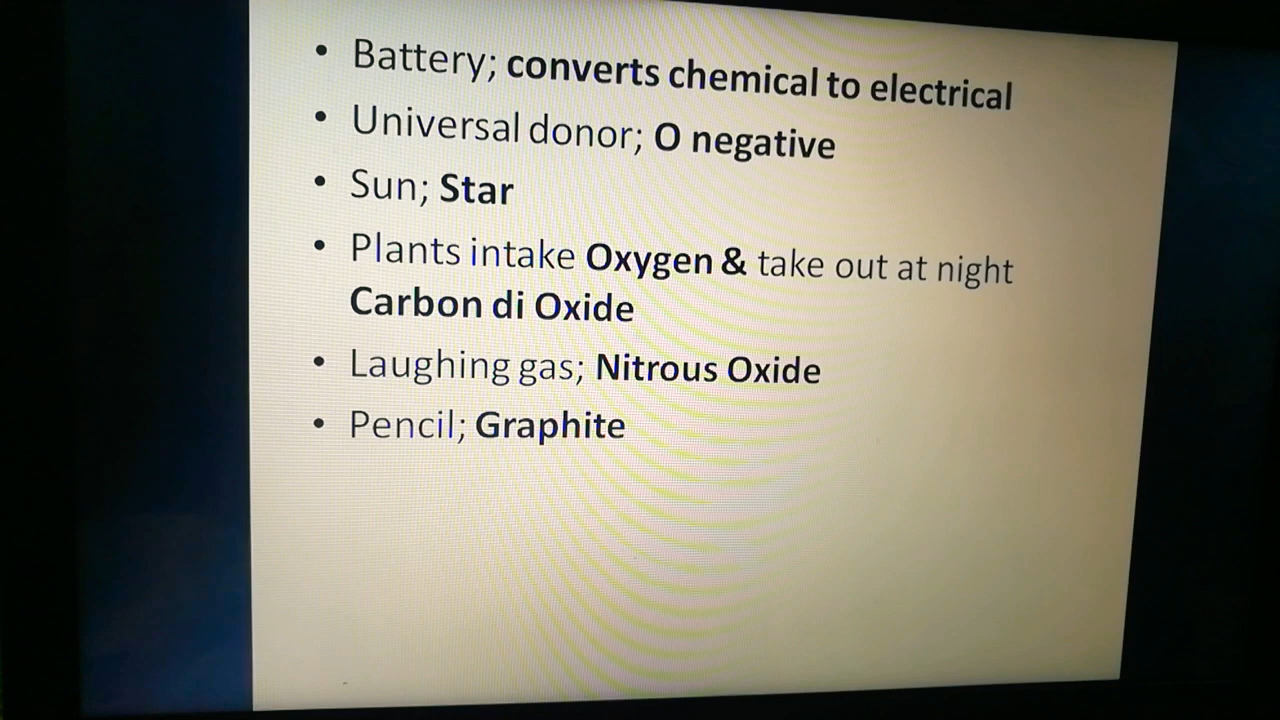 • Battery; converts chemical to electrical
• Universal donor; O negative
• Sun; Star
• Plants intake Oxygen & take out at night
Carbon di Oxide
• Laughing gas; Nitrous Oxide
• Pencil; Graphite